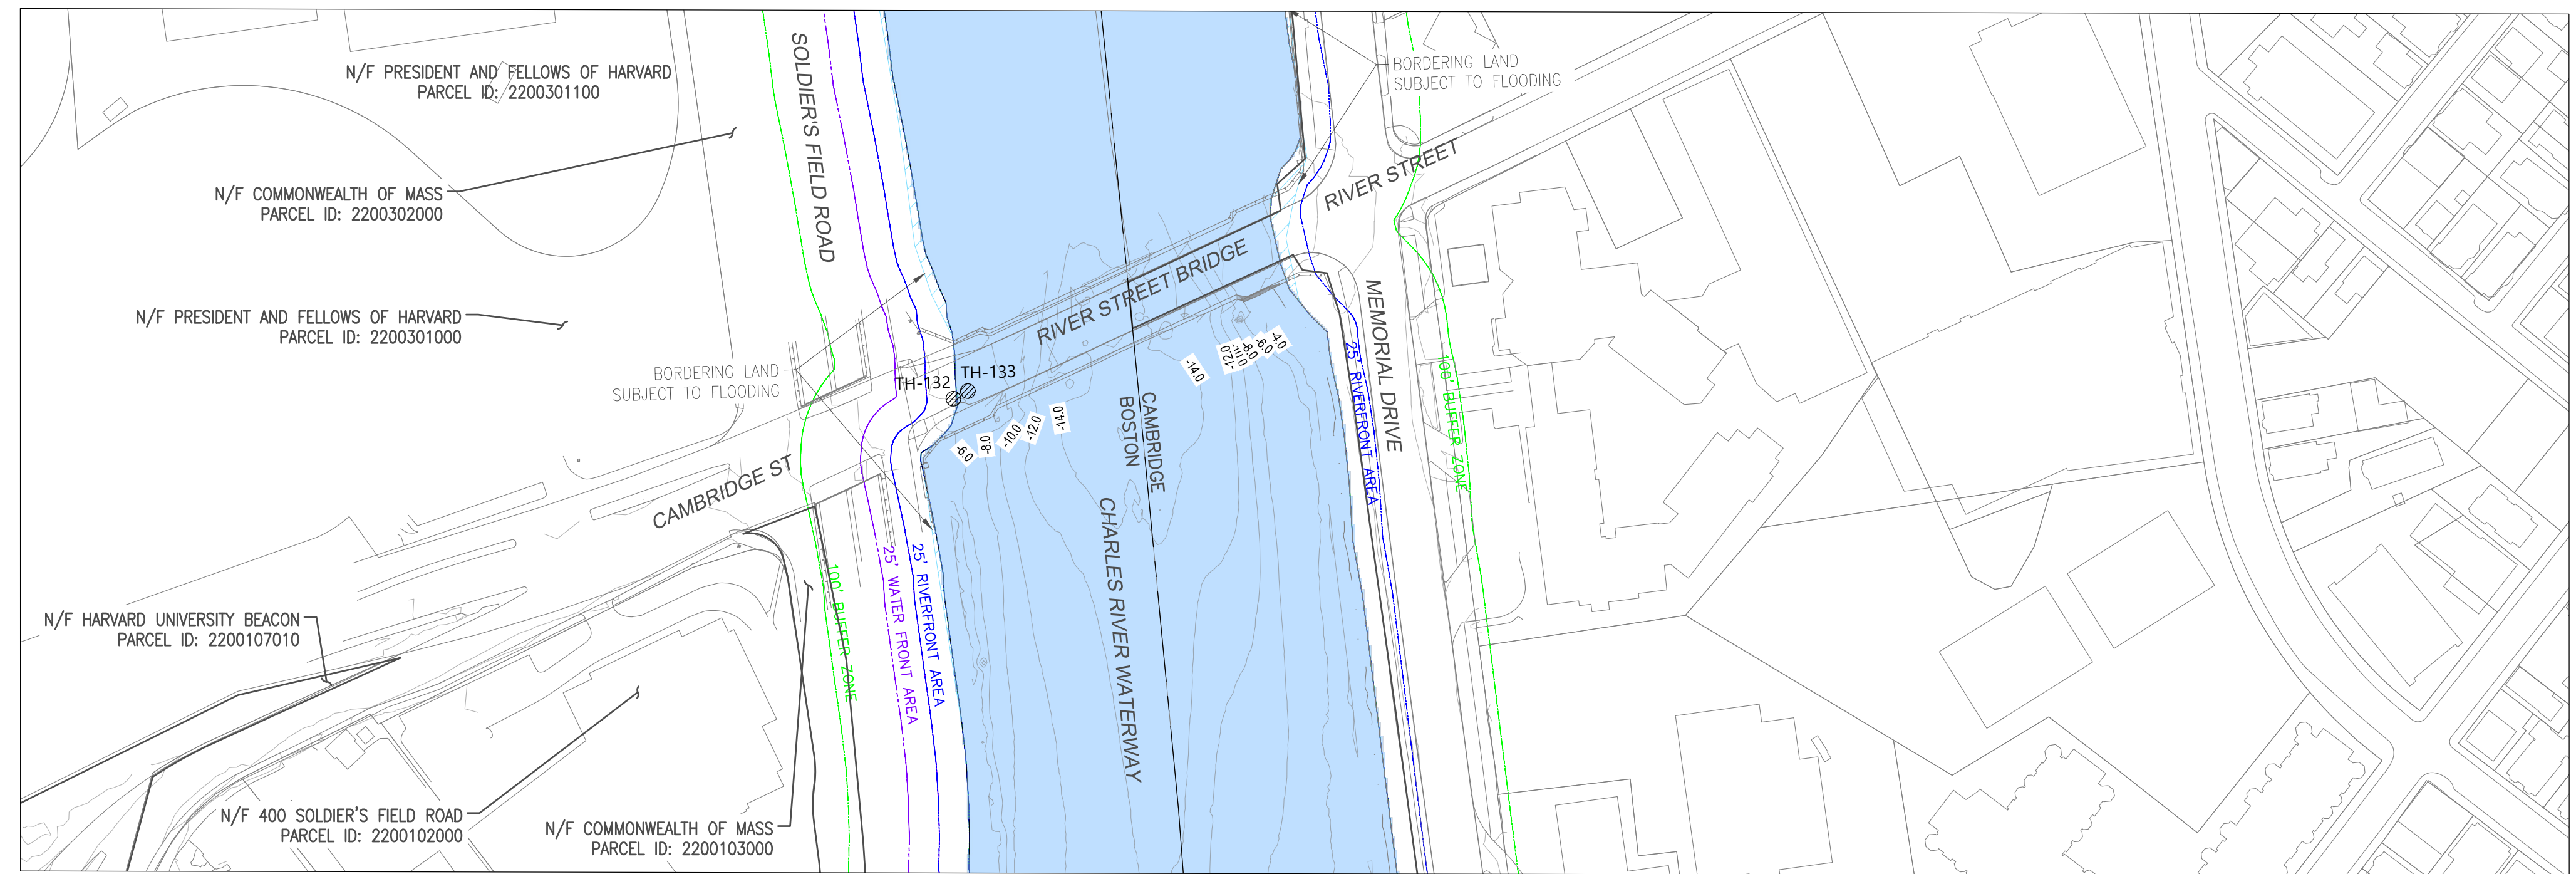 N/F PRESIDENT AND FELLOWS OF HARVARD
PARCEL ID: 2200301100
N/F COMMONWEALTH OF MASS
PARCEL ID: 2200302000
N/F PRESIDENT AND FELLOWS OF HARVARD
PARCEL ID: 2200301000
BORDERING LAND
SUBJECT TO FLOODING
N/F HARVARD UNIVERSITY BEACON
PARCEL ID: 2200107010
N/F 400 SOLDIER'S FIELD ROAD
PARCEL ID: 2200102000
N/F COMMONWEALTH OF MASS
PARCEL ID: 2200103000
SOLDIER'S FIELD ROAD
CAMBRIDGE ST
100' BUFFER ZONE
25' WATER FRONT AREA
25' RIVERFRONT AREA
TH-132
TH-133
RIVER STREET BRIDGE
-6.0
-8.0
-10.0
-12.0
-14.0
-14.0
-12.0
-11.0
-8.0
-6.0
-4.0
CAMBRIDGE
BOSTON
CHARLES RIVER WATERWAY
BORDERING LAND
SUBJECT TO FLOODING
RIVER STREET
MEMORIAL DRIVE
25' RIVERFRONT AREA
100' BUFFER ZONE